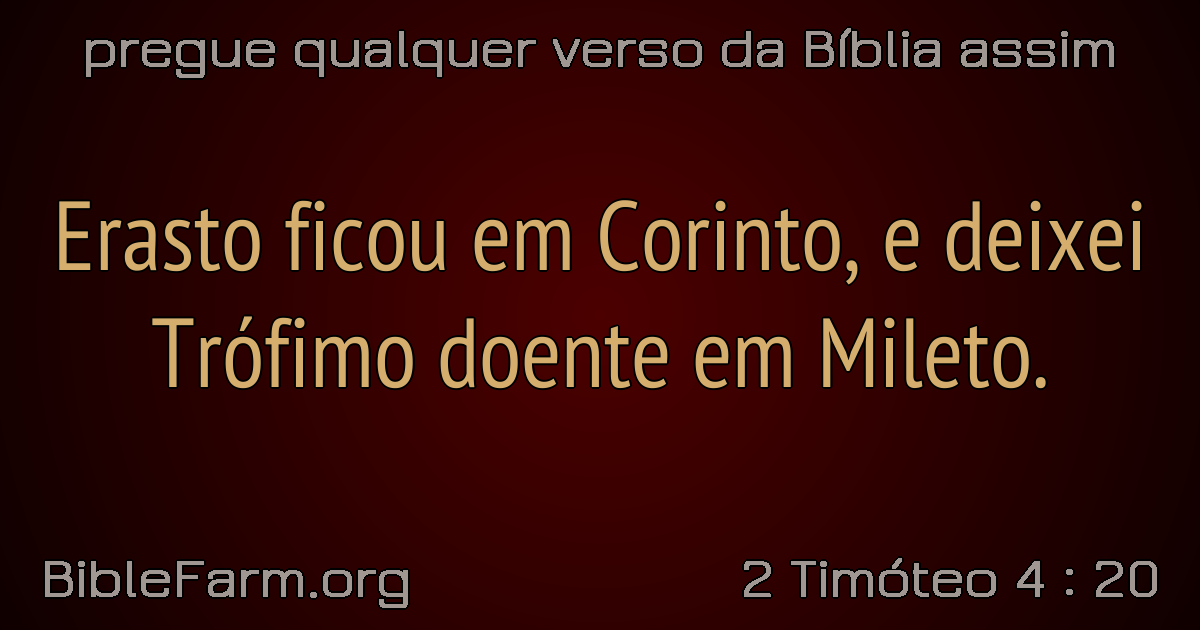 pregue qualquer verso da Bíblia assim
Erasto ficou em Corinto, e deixei
Trófimo doente em Mileto.
BibleFarm.org
2 Timóteo 4 : 20